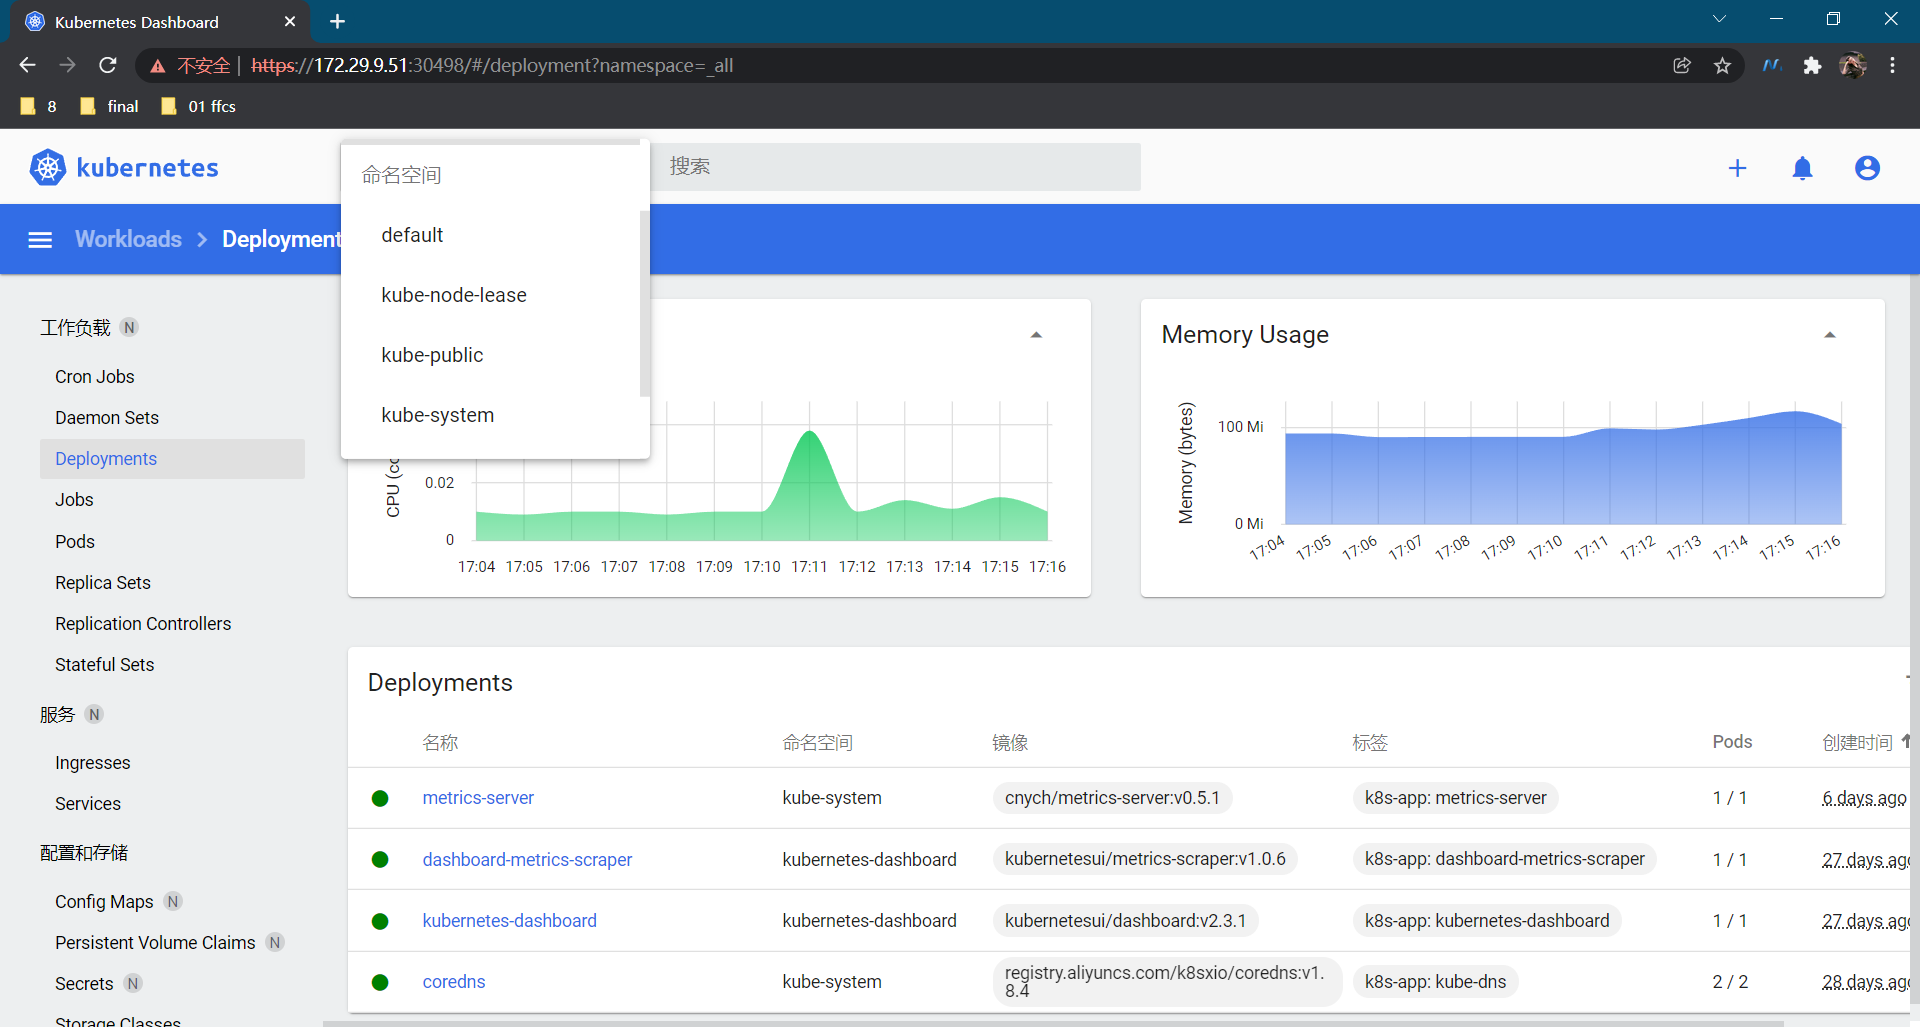 Kubernetes Dashboard
不安全 | https://172.29.9.51:30498/#/deployment?namespace=_all
8 final 01 ffcs
kubernetes
搜索
命名空间
default
kube-node-lease
kube-public
kube-system
Workloads > Deployment
工作负载 N
Cron Jobs
Daemon Sets
Deployments
Jobs
Pods
Replica Sets
Replication Controllers
Stateful Sets
服务 N
Ingresses
Services
配置和存储
Config Maps N
Persistent Volume Claims N
Secrets N
Storage Classes
CPU (co
0.02
0
17:04 17:05 17:06 17:07 17:08 17:09 17:10 17:11 17:12 17:13 17:14 17:15 17:16
Memory Usage
Memory (bytes)
100 Mi
0 Mi
17:04 17:05 17:06 17:07 17:08 17:09 17:10 17:11 17:12 17:13 17:14 17:15 17:16
Deployments
名称 命名空间 镜像 标签 Pods 创建时间
metrics-server kube-system cnych/metrics-server:v0.5.1 k8s-app: metrics-server 1 / 1 6 days ago
dashboard-metrics-scraper kubernetes-dashboard kubernetesui/metrics-scraper:v1.0.6 k8s-app: dashboard-metrics-scraper 1 / 1 27 days ago
kubernetes-dashboard kubernetes-dashboard kubernetesui/dashboard:v2.3.1 k8s-app: kubernetes-dashboard 1 / 1 27 days ago
coredns kube-system registry.aliyuncs.com/k8sxio/coredns:v1.
8.4 k8s-app: kube-dns 2 / 2 28 days ago